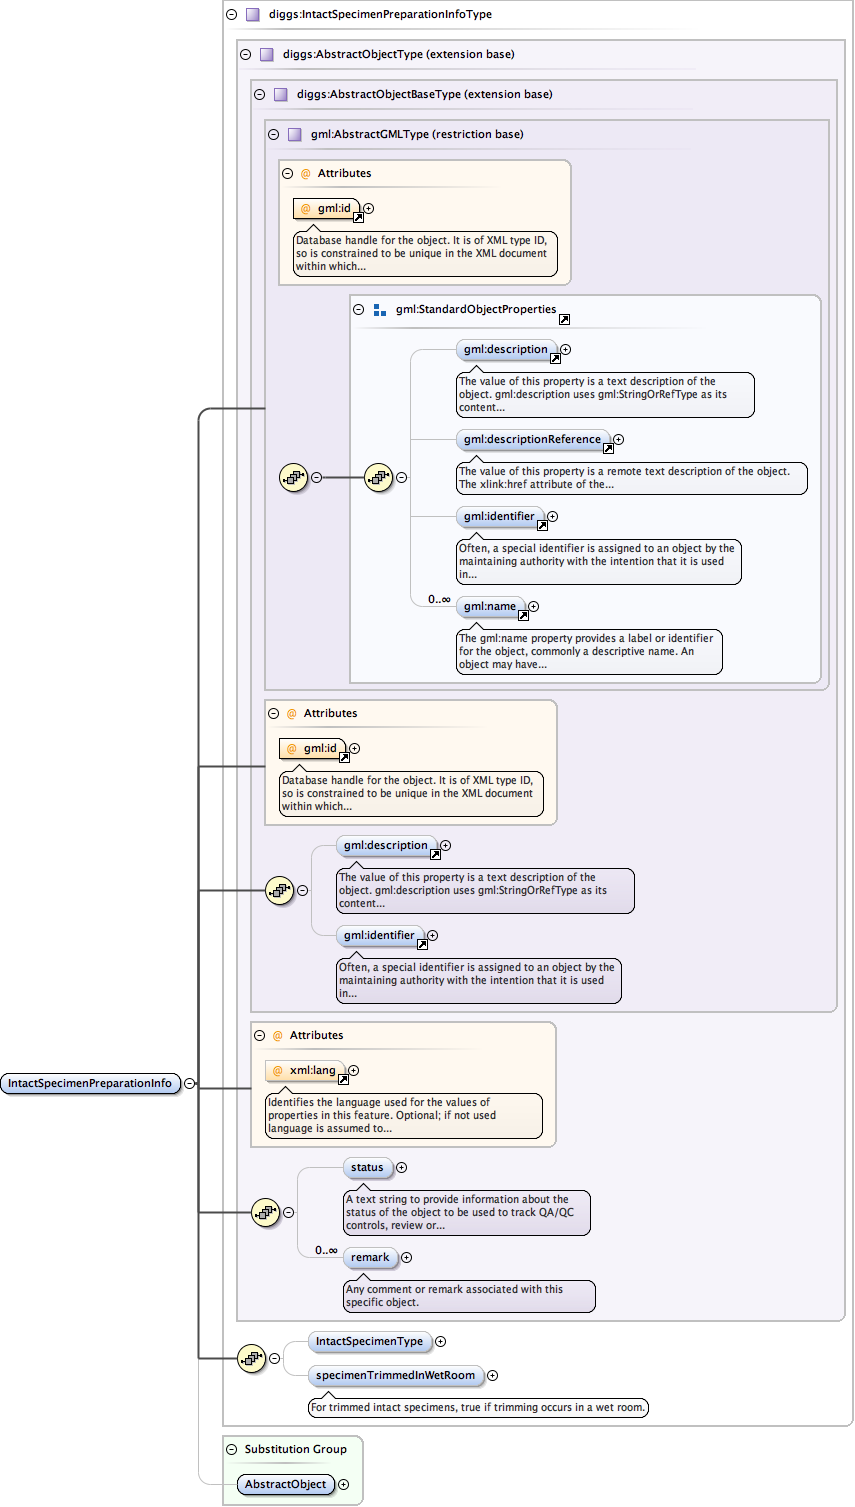 diggs:IntactSpecimenPreparationInfoType
diggs:AbstractObjectType (extension base)
diggs:AbstractObjectBaseType (extension base)
gml:AbstractGMLType (restriction base)
@ Attributes
@ gml:id
Database handle for the object. It is of XML type ID,
so is constrained to be unique in the XML document
within which...
gml:StandardObjectProperties
gml:description
The value of this property is a text description of the
object. gml:description uses gml:StringOrRefType as its
content...
gml:descriptionReference
The value of this property is a remote text description of the object.
The xlink:href attribute of the...
gml:identifier
Often, a special identifier is assigned to an object by the
maintaining authority with the intention that it is used
in...
0..∞
gml:name
The gml:name property provides a label or identifier
for the object, commonly a descriptive name. An
object may have...
@ Attributes
@ gml:id
Database handle for the object. It is of XML type ID,
so is constrained to be unique in the XML document
within which...
gml:description
The value of this property is a text description of the
object. gml:description uses gml:StringOrRefType as its
content...
gml:identifier
Often, a special identifier is assigned to an object by the
maintaining authority with the intention that it is used
in...
@ Attributes
@ xml:lang
IntactSpecimenPreparationInfo
Identifies the language used for the values of
properties in this feature. Optional; if not used
language is assumed to...
status
A text string to provide information about the
status of the object to be used to track QA/QC
controls, review or...
0..∞
remark
Any comment or remark associated with this
specific object.
IntactSpecimenType
specimenTrimmedInWetRoom
For trimmed intact specimens, true if trimming occurs in a wet room.
Substitution Group
AbstractObject